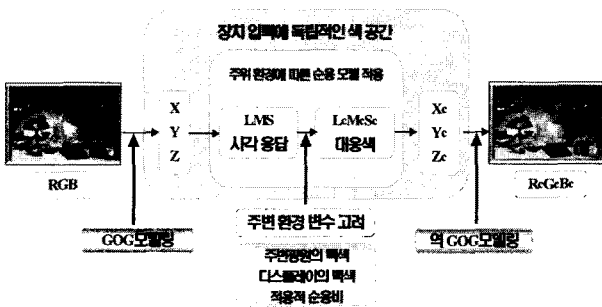 장치 입력에 독립적인 색 공간
주위 환경에 따른 순응 모델 적용
X
Y
Z
LMS
시각 응답
LcMcSc
대응색
Xc
Yc
Zc
RGB
RcGcBc
GOG모델링
주변 환경 변수 고려
역 GOG모델링
주변광원의 백색
디스플레이의 백색
적응적 순응비